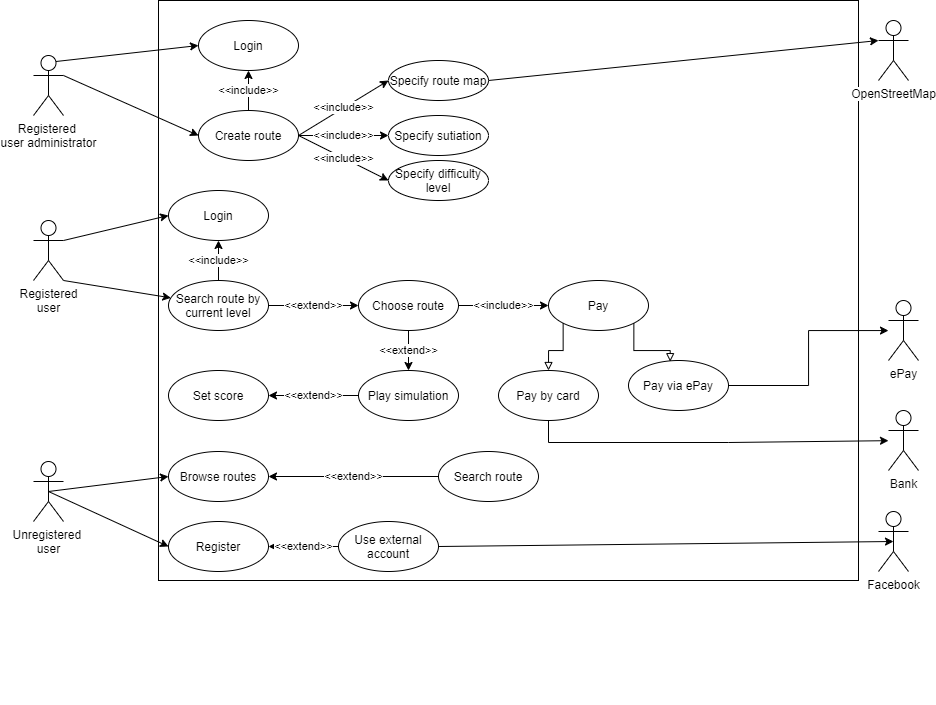 Login
<<include>>
Registered
user administrator
Create route
<<include>>
<<include>>
<<include>>
Specify route map
Specify sutiation
Specify difficulty
level
OpenStreetMap
Login
<<include>>
Registered
user
Search route by
current level
<<extend>>
Choose route
<<include>>
Pay
<<extend>>
Set score
<<extend>>
Play simulation
Pay by card
Pay via ePay
ePay
Bank
Unregistered
user
Browse routes
<<extend>>
Search route
Register
<<extend>>
Use external
account
Facebook